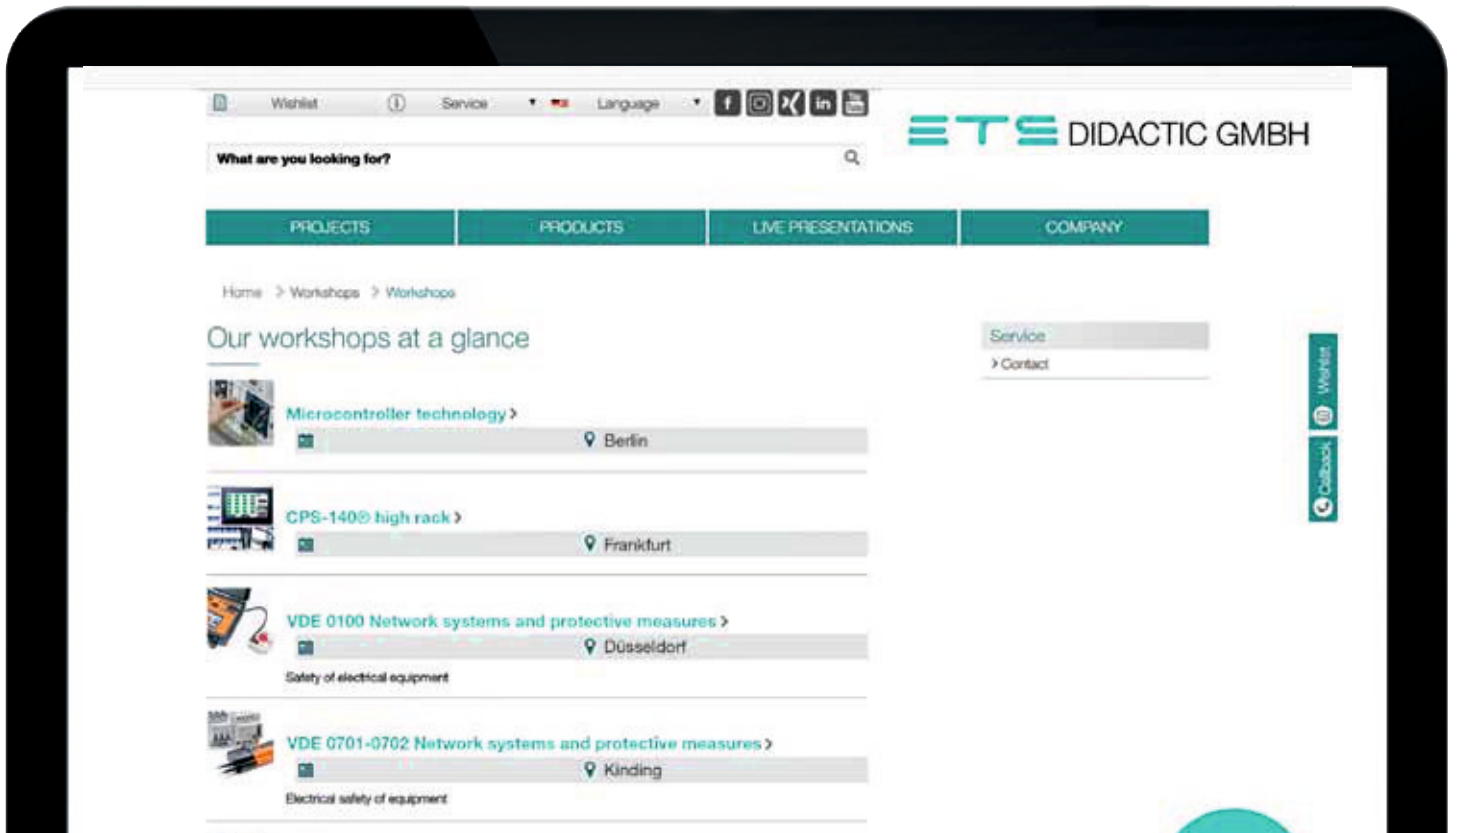 Wishlist Service Language
ETS DIDACTIC GMBH
What are you looking for?
PROJECTS PRODUCTS LIVE PRESENTATIONS COMPANY
Home > Workshops > Workshops
Our workshops at a glance
Service
> Contact
Wishlist
Callback
Microcontroller technology >
Berlin
CPS-140® high rack >
Frankfurt
VDE 0100 Network systems and protective measures >
Düsseldorf
Safety of electrical equipment
VDE 0701-0702 Network systems and protective measures >
Kinding
Electrical safety of equipment